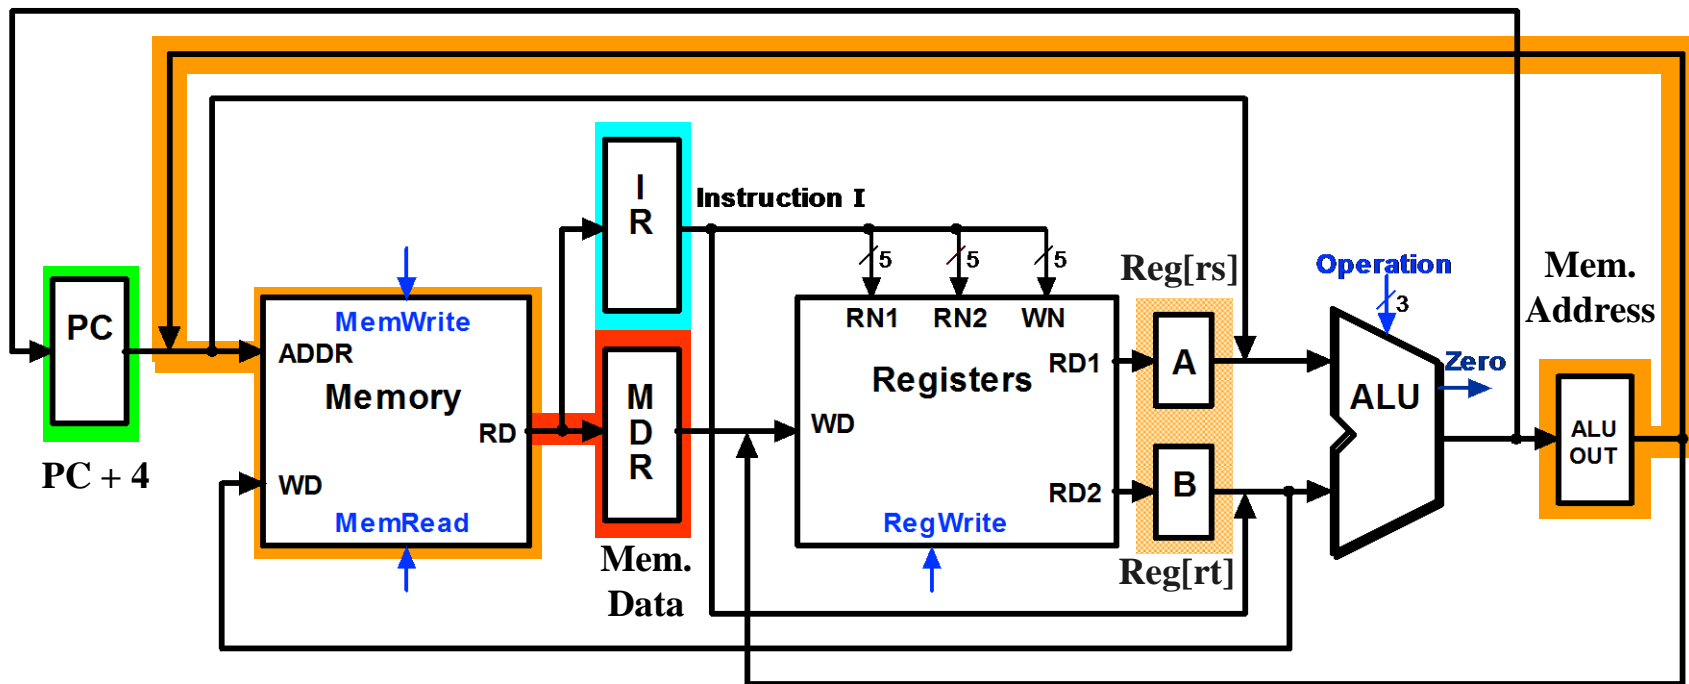 I
R
Instruction I
5
5
5
Reg[rs]
Operation
3
Mem.
Address
PC
MemWrite
ADDR
Memory
RD
WD
MemRead
M
D
R
RN1
RN2
WN
RD1
Registers
WD
RD2
RegWrite
A
B
ALU
Zero
ALU
OUT
PC + 4
Mem.
Data
Reg[rt]